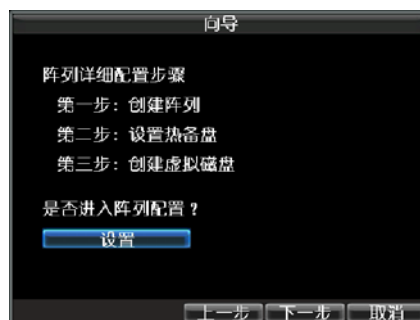 向导
阵列详细配置步骤
第一步：创建阵列
第二步：设置热备盘
第三步：创建虚拟磁盘
是否进入阵列配置？
设置
上一步 下一步 取消